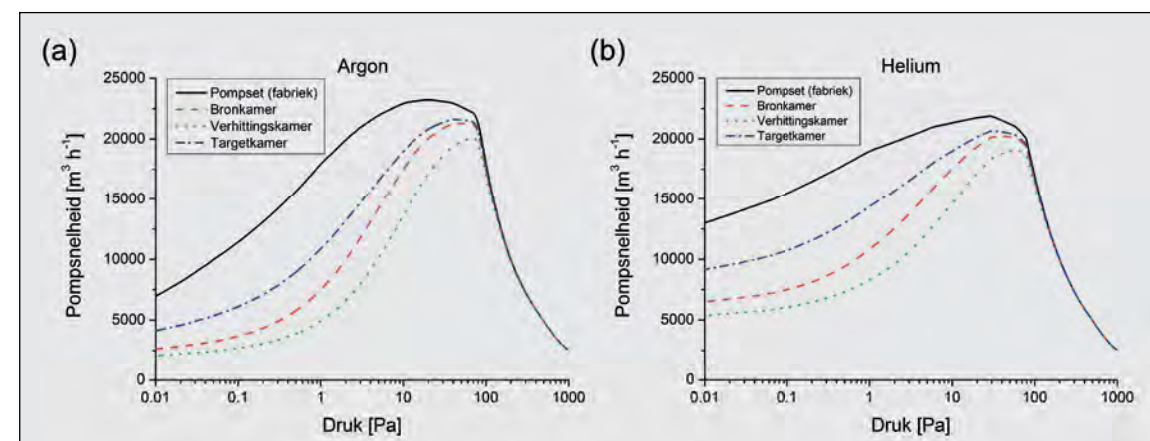 (a)
Argon
25000
20000
15000
10000
5000
0
Pompsnelheid [m³ h⁻¹]
Pompset (fabriek)
Bronkamer
Verhittingskamer
Targetkamer
0.01 0.1 1 10 100 1000
Druk [Pa]
(b)
Helium
25000
20000
15000
10000
5000
0
Pompsnelheid [m³ h⁻¹]
Pompset (fabriek)
Bronkamer
Verhittingskamer
Targetkamer
0.01 0.1 1 10 100 1000
Druk [Pa]